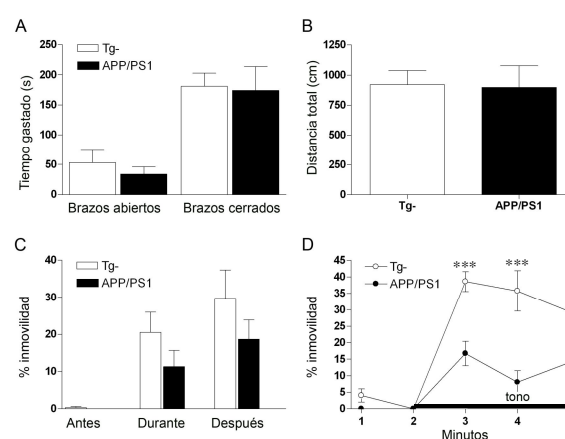 A
Tiempo gastado (s)
250
200
150
100
50
0
Tg-
APP/PS1
Brazos abiertos
Brazos cerrados
B
Distancia total (cm)
1250
1000
750
500
250
0
Tg-
APP/PS1
C
% inmovilidad
40
30
20
10
0
Tg-
APP/PS1
Antes
Durante
Después
D
% inmovilidad
45
40
35
30
25
20
15
10
5
0
Tg-
APP/PS1
***
***
tono
1
2
3
4
Minutos